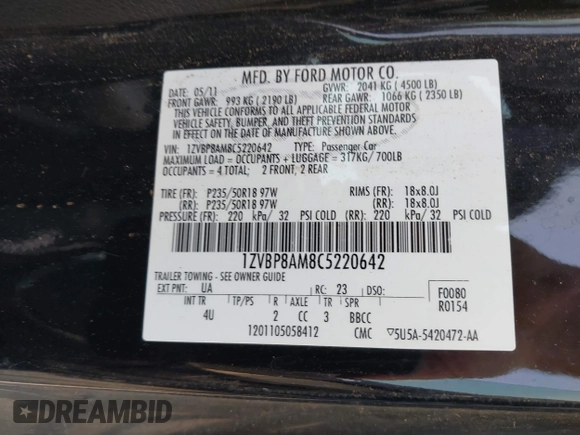 MFD. BY FORD MOTOR CO.
DATE: 05/11 GVWR: 2041 KG ( 4500 LB)
FRONT GAWR: 993 KG ( 2190 LB) REAR GAWR: 1066 KG ( 2350 LB)
THIS VEHICLE CONFORMS TO ALL APPLICABLE FEDERAL MOTOR
VEHICLE SAFETY, BUMPER, AND THEFT PREVENTION STANDARDS
IN EFFECT ON THE DATE OF MANUFACTURE SHOWN ABOVE.
VIN: 1ZVBP8AM8C5220642 TYPE: Passenger Car
MAXIMUM LOAD = OCCUPANTS + LUGGAGE = 317KG/ 700LB
OCCUPANTS = 4 TOTAL; 2 FRONT, 2 REAR
TIRE (FR): P235/50R18 97W RIMS (FR): 18x8.0J
(RR): P235/50R18 97W (RR): 18x8.0J
PRESSURE (FR): 220 kPa/ 32 PSI COLD (RR): 220 kPa/ 32 PSI COLD
1ZVBP8AM8C5220642
TRAILER TOWING - SEE OWNER GUIDE
EXT PNT: UA RC: 23 DSO: F0080
INT TR TP/PS R AXLE TR SPR R0154
4U 2 CC 3 BBCC
1201105058412 CMC ▽5U5A-5420472-AA
DREAMBID